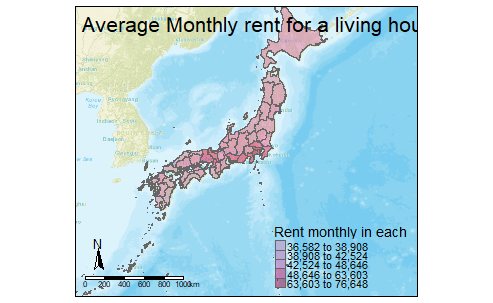 Average Monthly rent for a living hou
Rent monthly in each
36,582 to 38,908
38,908 to 42,524
42,524 to 48,646
48,646 to 63,603
63,603 to 76,648
N
0 200 400 600 800 1000km